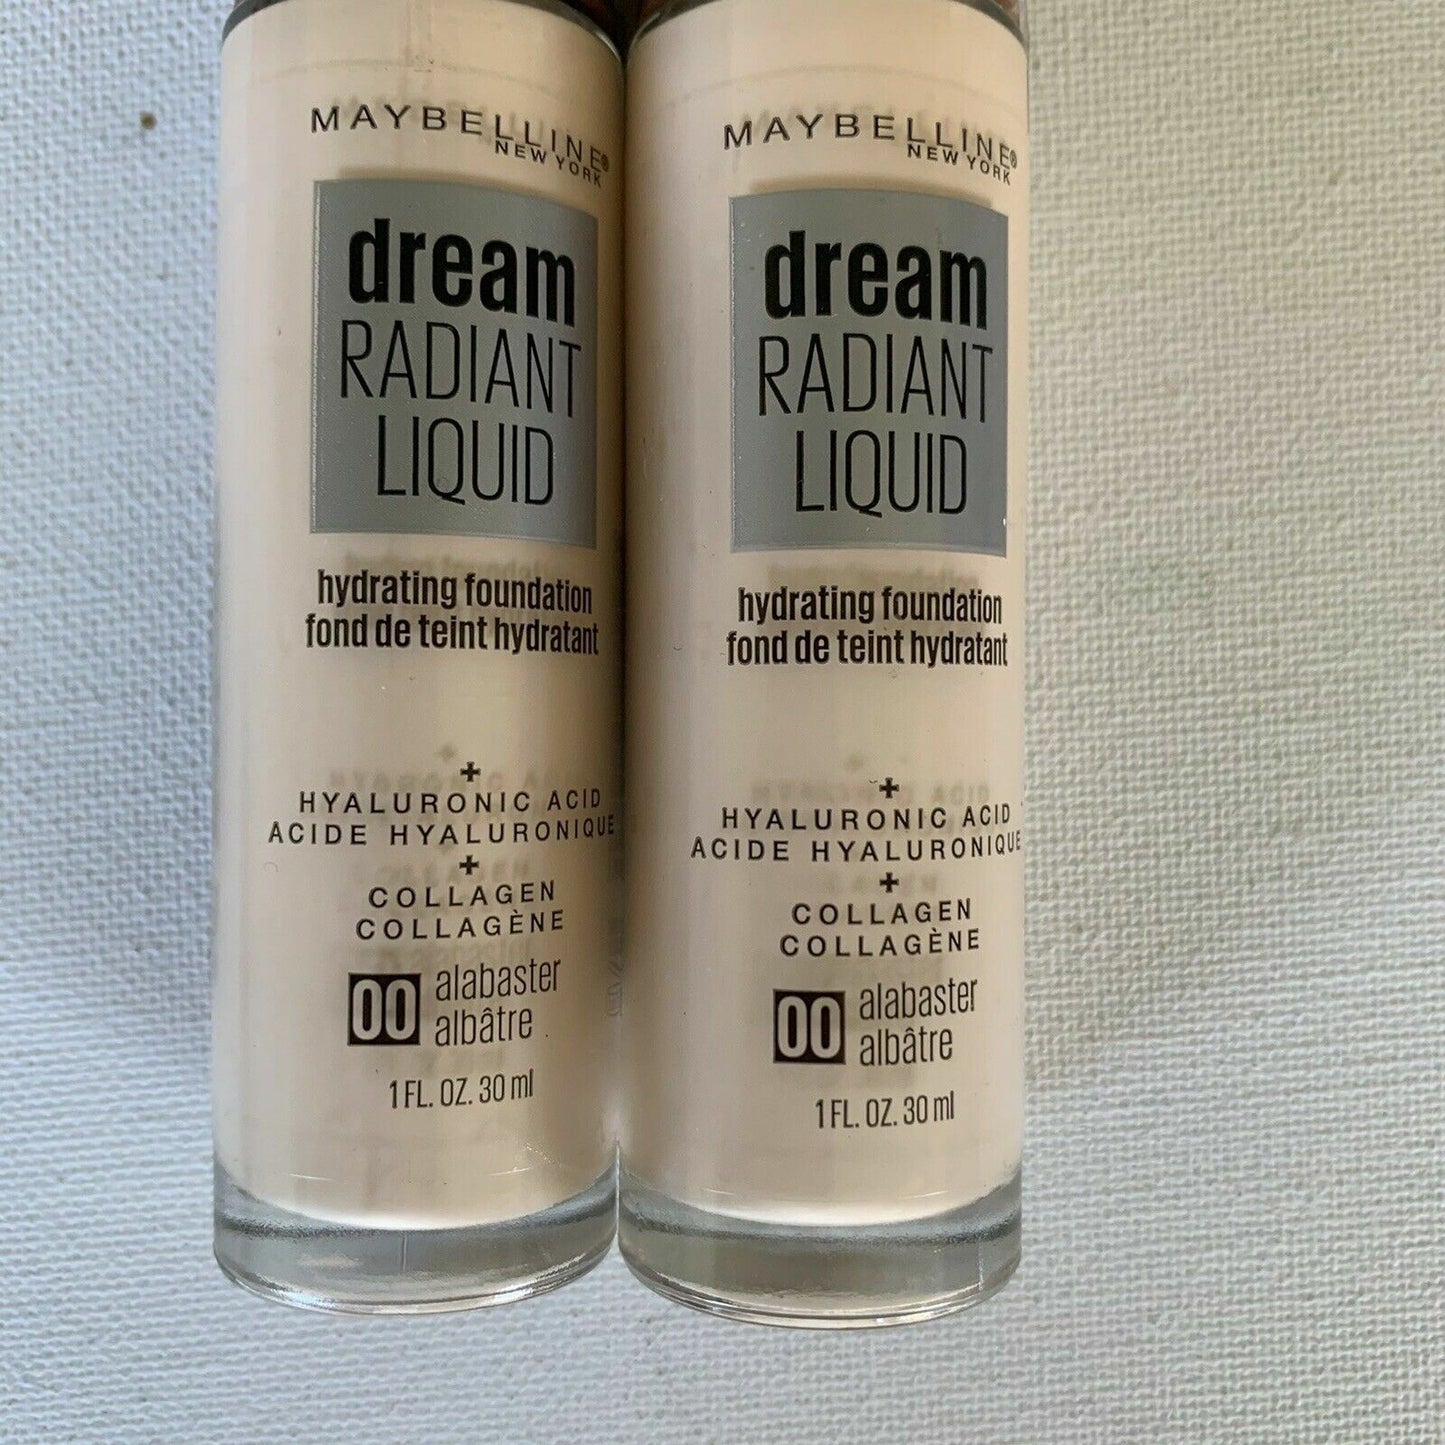 MAYBELLINE®
NEW YORK
dream
RADIANT
LIQUID
hydrating foundation
fond de teint hydratant
+
HYALURONIC ACID
ACIDE HYALURONIQUE
+
COLLAGEN
COLLAGÈNE
00 alabaster
albâtre
1 FL. OZ. 30 ml
MAYBELLINE®
NEW YORK
dream
RADIANT
LIQUID
hydrating foundation
fond de teint hydratant
+
HYALURONIC ACID
ACIDE HYALURONIQUE
+
COLLAGEN
COLLAGÈNE
00 alabaster
albâtre
1 FL. OZ. 30 ml